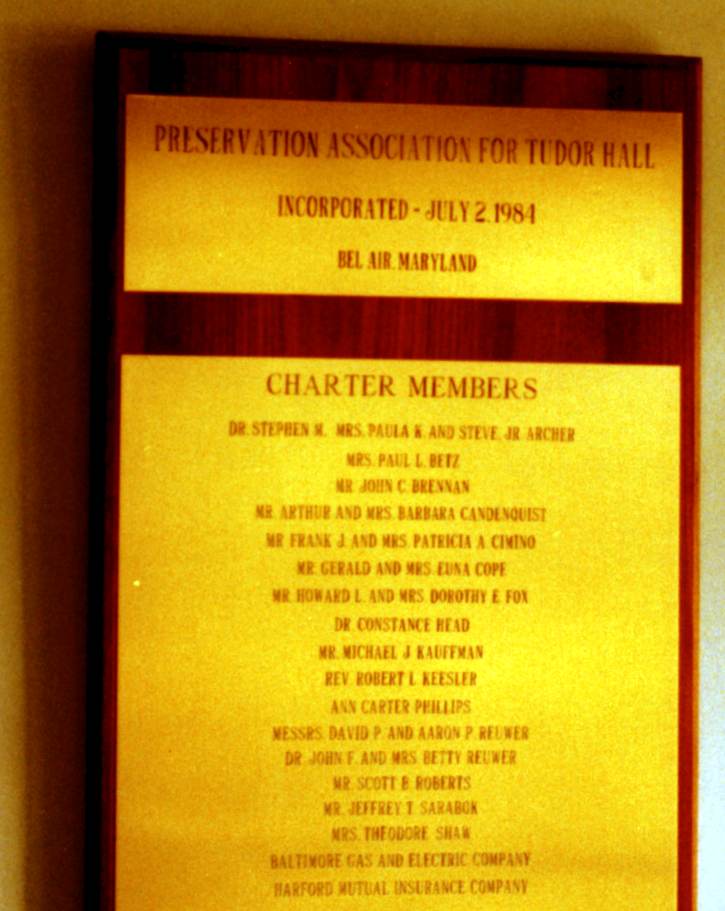 PRESERVATION ASSOCIATION FOR TUDOR HALL
INCORPORATED - JULY 2, 1984
BEL AIR, MARYLAND
CHARTER MEMBERS
DR. STEPHEN M. MRS. PAULA K. AND STEVE, JR. ARCHER
MRS. PAUL L. BETZ
MR. JOHN C. BRENNAN
MR. ARTHUR AND MRS. BARBARA CANDENQUIST
MR. FRANK J. AND MRS. PATRICIA A. CIMINO
MR. GERALD AND MRS. EUNA COPE
MR. HOWARD L. AND MRS. DOROTHY E. FOX
DR. CONSTANCE HEAD
MR. MICHAEL J. KAUFFMAN
REV. ROBERT L. KEESLER
ANN CARTER PHILLIPS
MESSRS. DAVID P. AND AARON P. REUWER
DR. JOHN F. AND MRS. BETTY REUWER
MR. SCOTT B. ROBERTS
MR. JEFFREY T. SARABOK
MRS. THEODORE SHAW
BALTIMORE GAS AND ELECTRIC COMPANY
HARFORD MUTUAL INSURANCE COMPANY